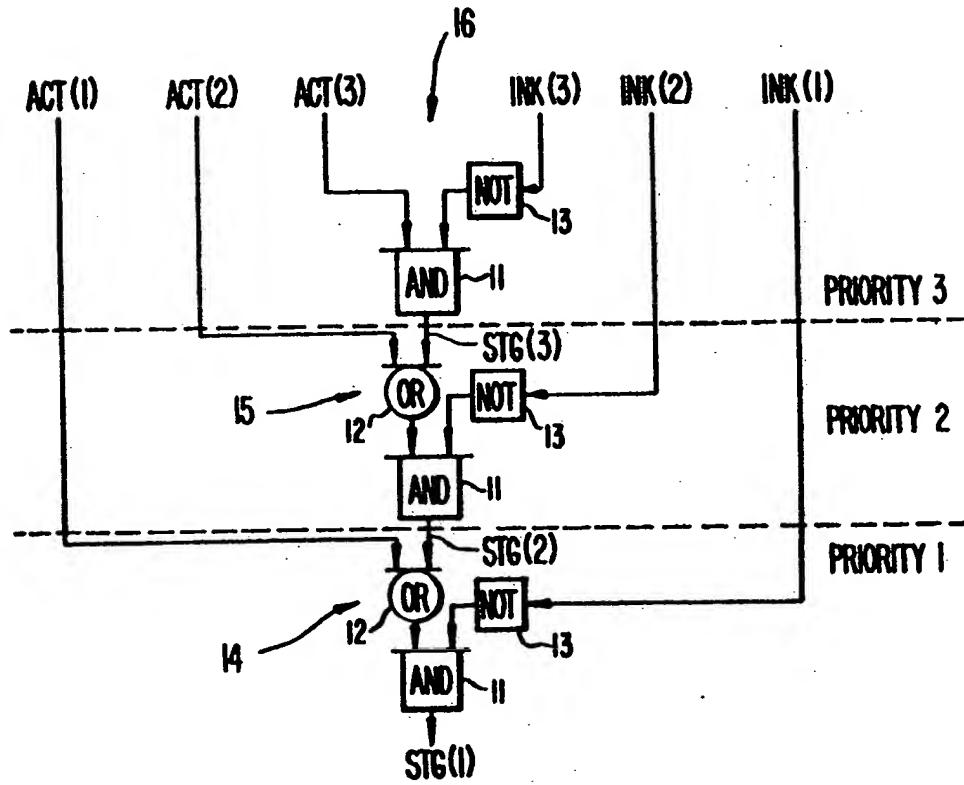 16
ACT(1) ACT(2) ACT(3) INK(3) INK(2) INK(1)
NOT
13
AND
11
PRIORITY 3
STG(3)
OR
NOT
15
12
13
PRIORITY 2
AND
11
STG(2)
PRIORITY 1
OR
NOT
12
13
14
AND
11
STG(1)